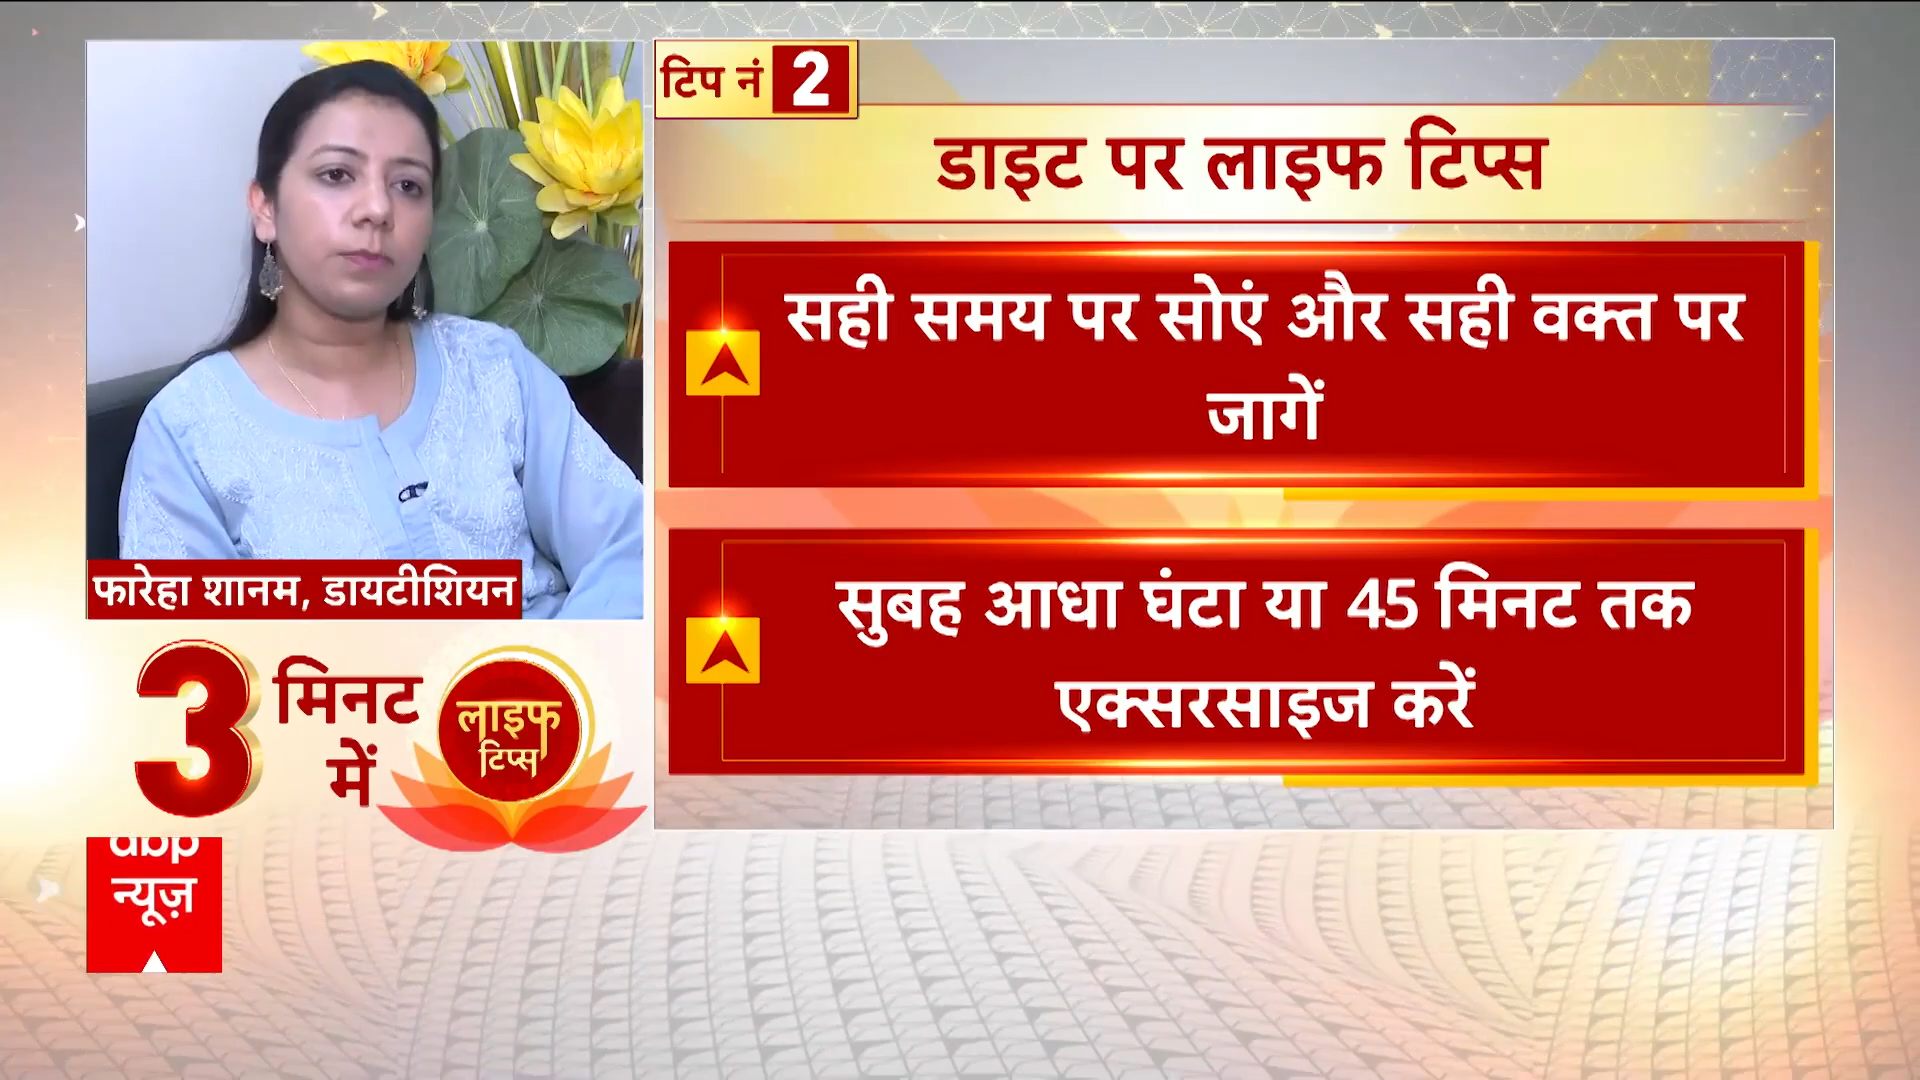 टिप नं 2
डाइट पर लाइफ टिप्स
सही समय पर सोएं और सही वक्त पर
जागें
सुबह आधा घंटा या 45 मिनट तक
एक्सरसाइज करें
फारेहा शानम, डायटीशियन
3 मिनट
में
लाइफ
टिप्स
abp
न्यूज़